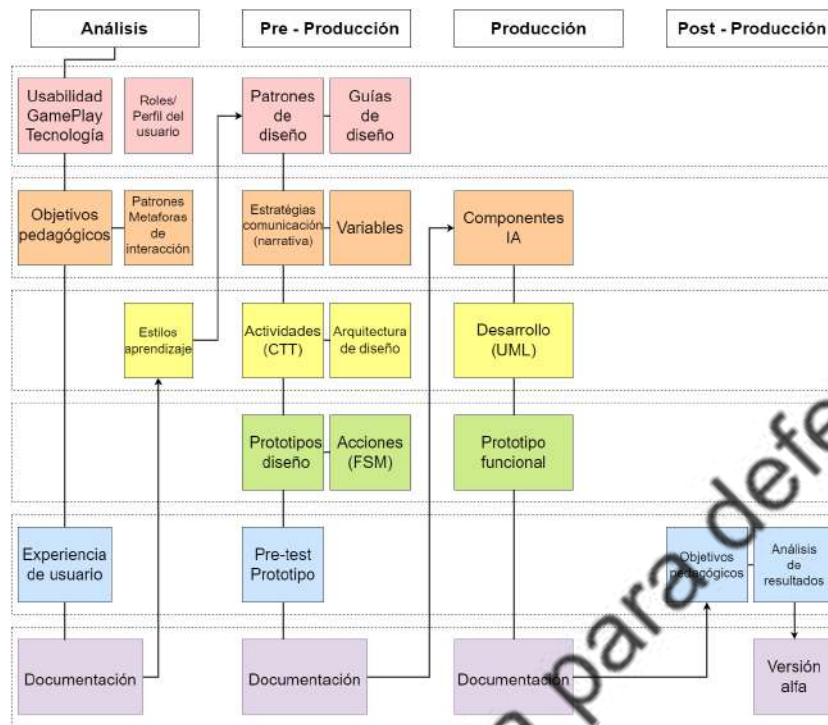 Análisis
Pre - Producción
Producción
Post - Producción
Usabilidad
GamePlay
Tecnología
Roles/
Perfil del
usuario
Patrones
de
diseño
Guías
de
diseño
Objetivos
pedagógicos
Patrones
Metaforas
de
interacción
Estratégias
comunicación
(narrativa)
Variables
Componentes
IA
Estilos
aprendizaje
Actividades
(CTT)
Arquitectura
de diseño
Desarrollo
(UML)
Prototipos
diseño
Acciones
(FSM)
Prototipo
funcional
Experiencia
de usuario
Pre-test
Prototipo
Objetivos
pedagógicos
Análisis
de
resultados
Documentación
Documentación
Documentación
Versión
alfa
para defe